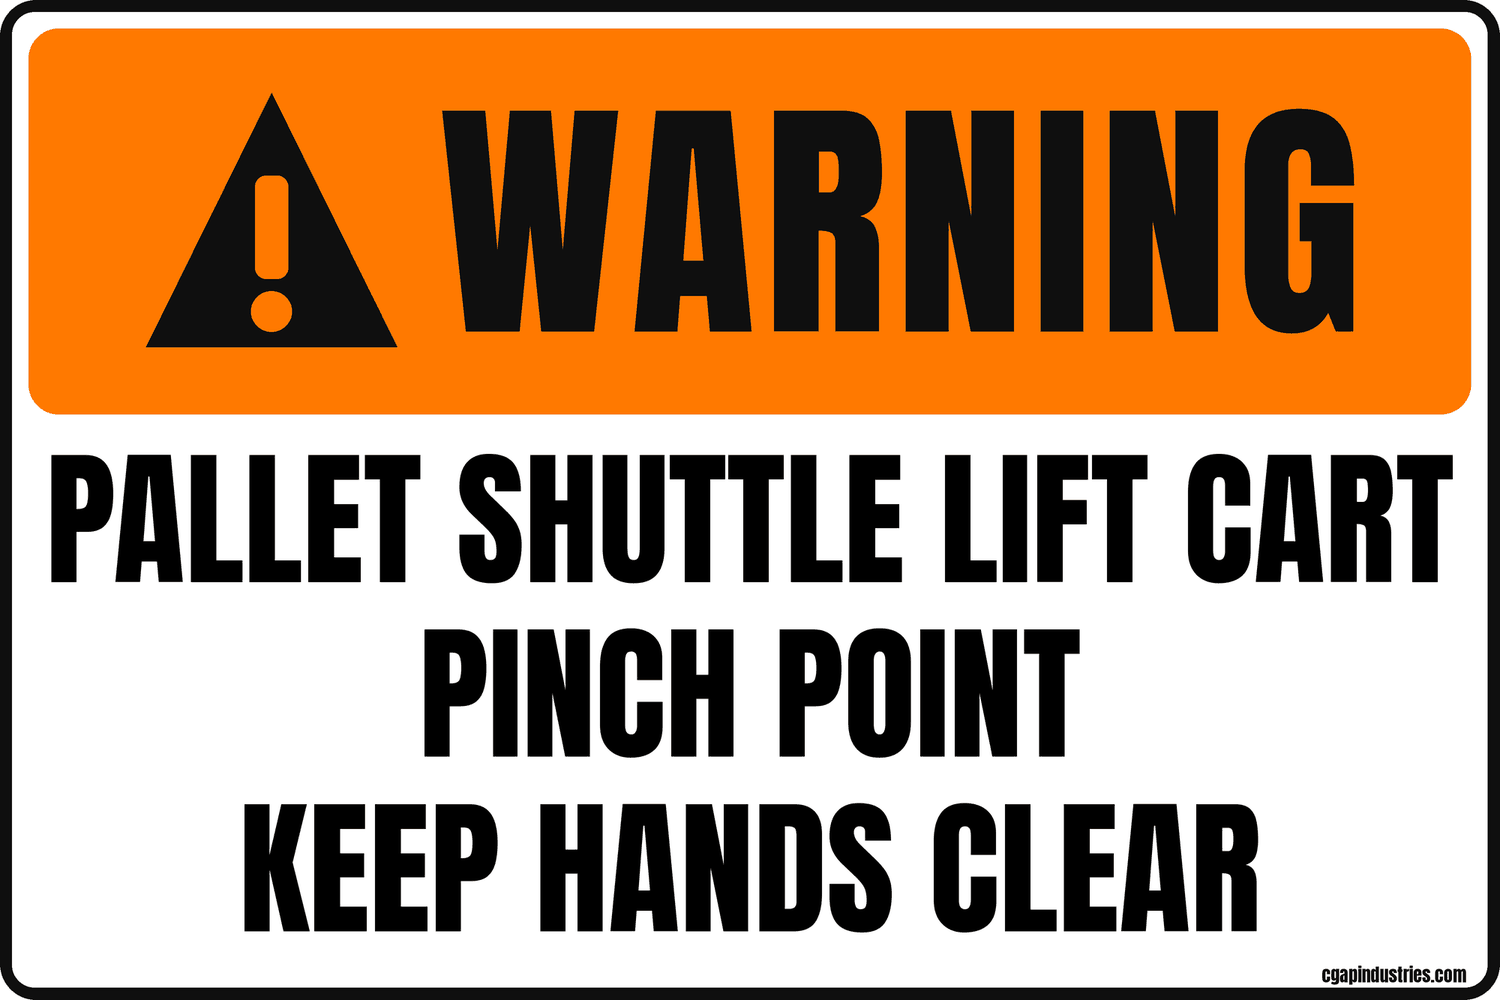 WARNING
PALLET SHUTTLE LIFT CART
PINCH POINT
KEEP HANDS CLEAR
cgapindustries.com